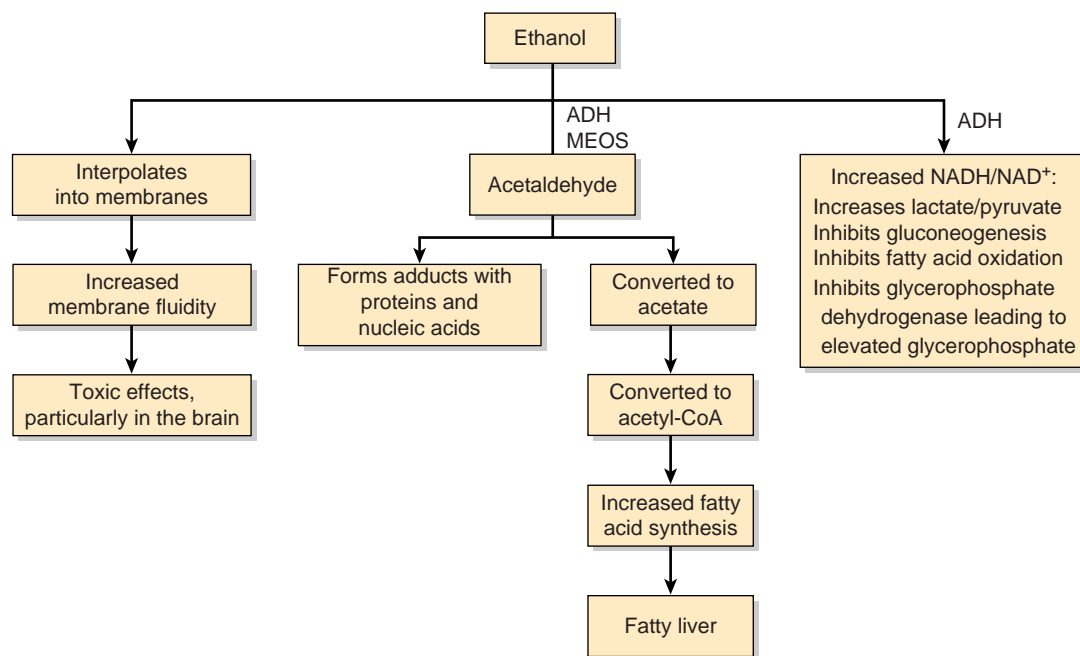 Ethanol
ADH
MEOS
ADH
Interpolates
into membranes
Acetaldehyde
Increased NADH/NAD+:
Increases lactate/pyruvate
Inhibits gluconeogenesis
Inhibits fatty acid oxidation
Inhibits glycerophosphate
dehydrogenase leading to
elevated glycerophosphate
Increased
membrane fluidity
Forms adducts with
proteins and
nucleic acids
Converted to
acetate
Toxic effects,
particularly in the brain
Converted to
acetyl-CoA
Increased fatty
acid synthesis
Fatty liver